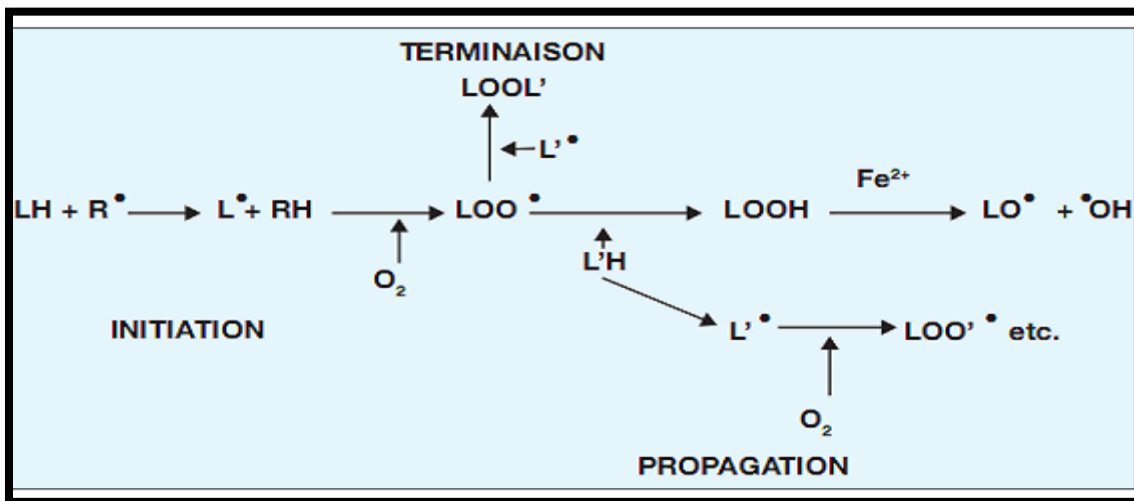 TERMINAISON
LOOL’
L’•
Fe²⁺
LH + R• L•+ RH LOO• LOOH LO• + •OH
L’H
O₂
INITIATION
L’• LOO’• etc.
O₂
PROPAGATION